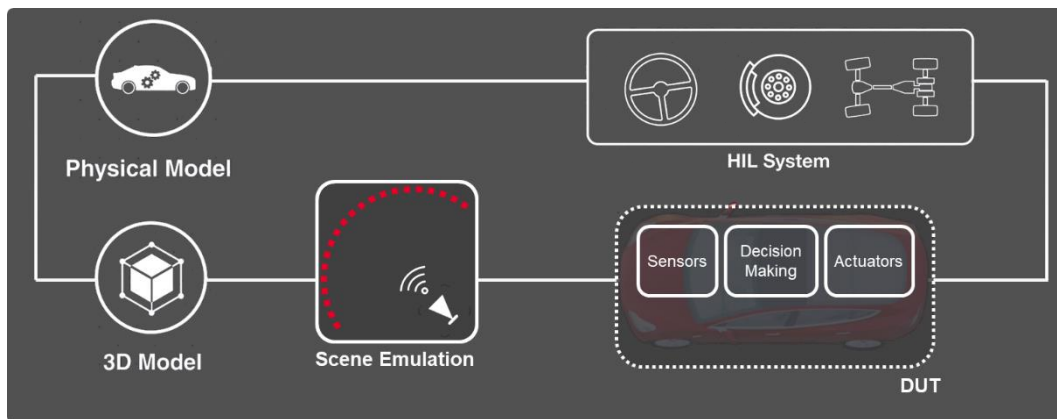 Physical Model
HIL System
Sensors
Decision
Making
Actuators
3D Model
Scene Emulation
DUT